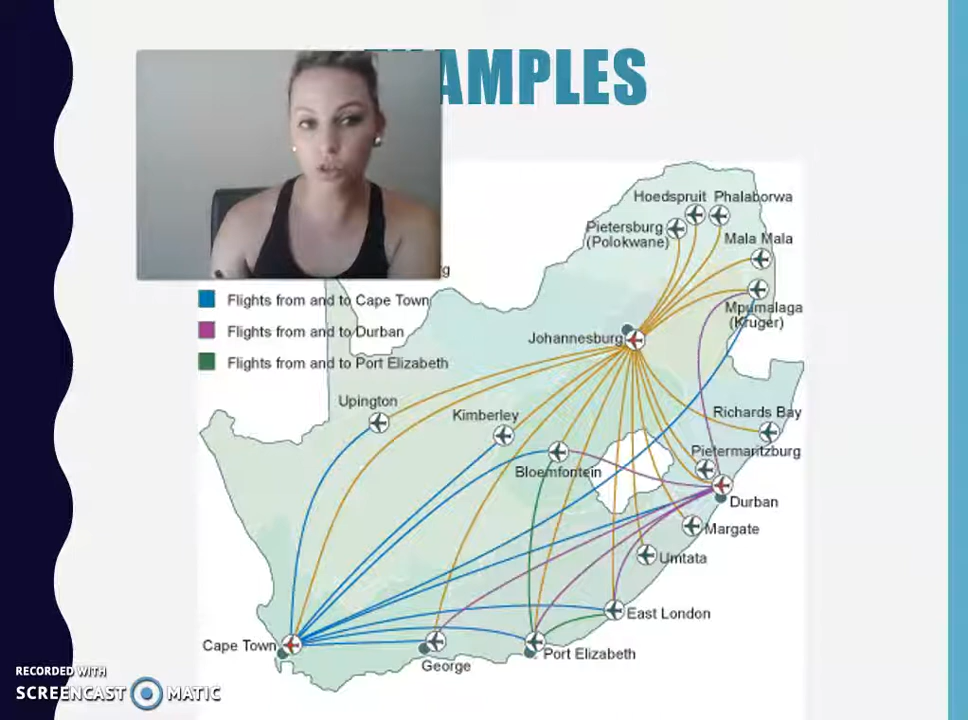 AMPLES
Hoedspruit Phalaborwa
Pietersburg
(Polokwane)
Mala Mala
Flights from and to Cape Town
Mpumalaga
(Kruger)
Flights from and to Durban
Johannesburg
Flights from and to Port Elizabeth
Upington
Kimberley
Richards Bay
Pietermaritzburg
Bloemfontein
Durban
Margate
Umtata
East London
Cape Town
George
Port Elizabeth
RECORDED WITH
SCREENCAST MATIC